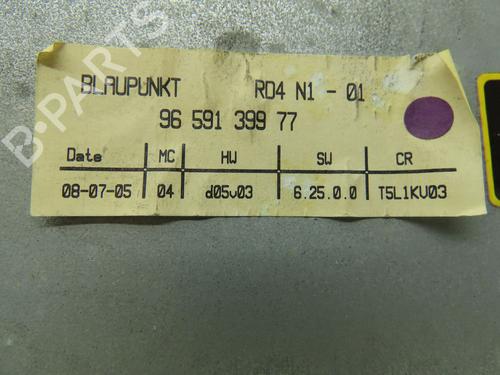 BLAUPUNKT RD4 N1 - 01
96 591 399 77
Date MC HW SW CR
08-07-05 04 d05v03 6.25.0.0 T5L1KV03
B-PARTS